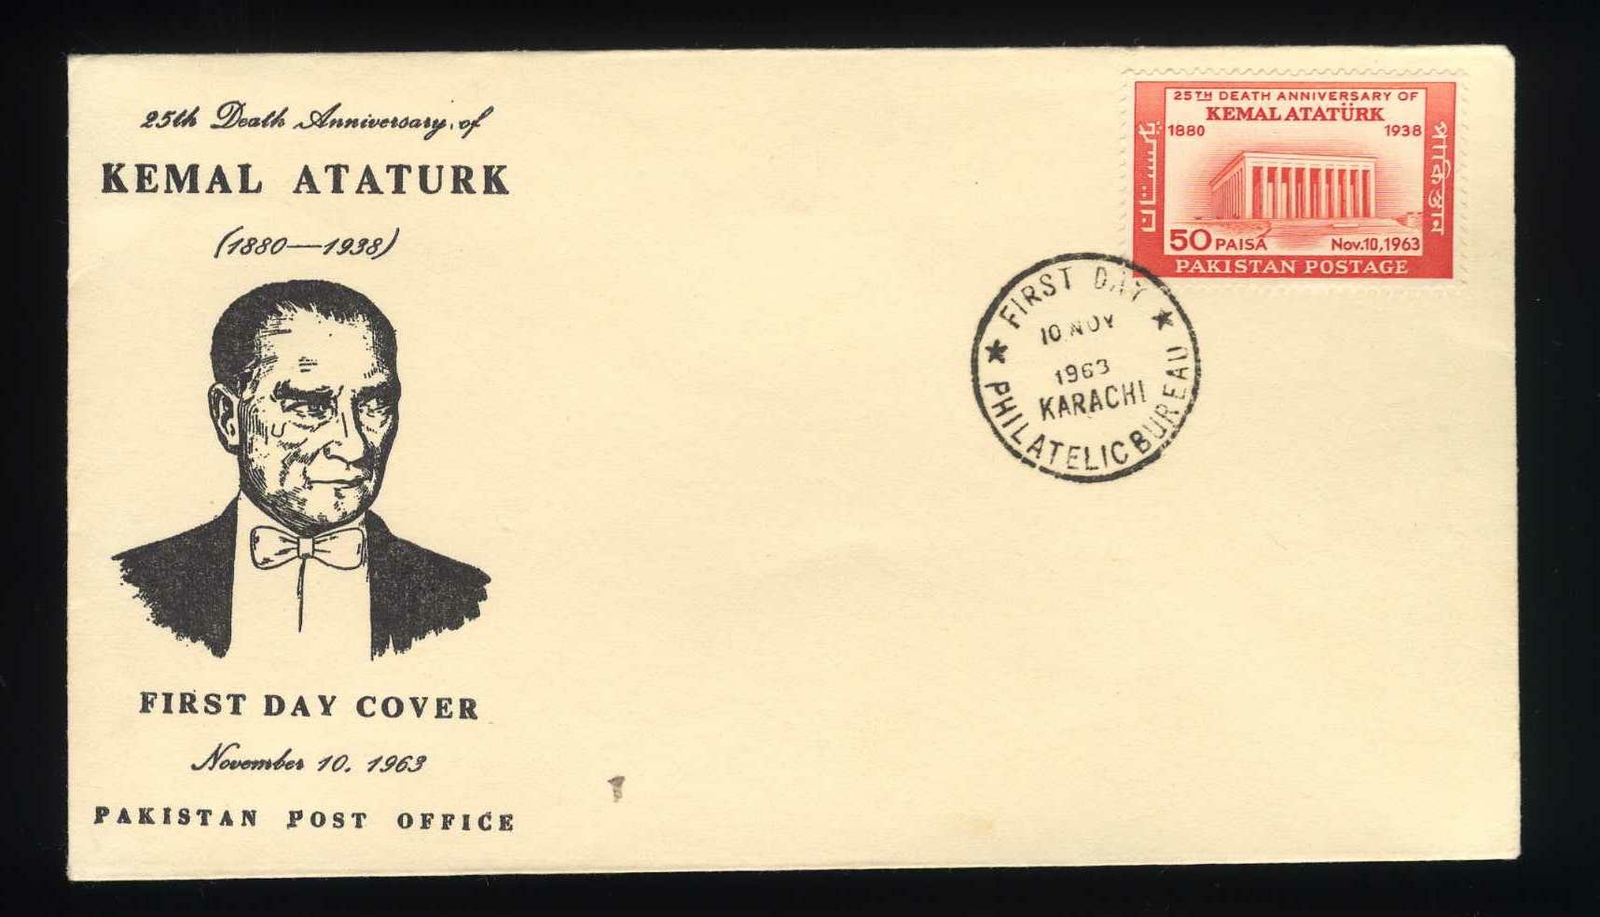 25th Death Anniversary of
KEMAL ATATURK
(1880—1938)
FIRST DAY COVER
November 10. 1963
PAKISTAN POST OFFICE
25TH DEATH ANNIVERSARY OF
KEMAL ATATÜRK
1880 1938
پاکستان
পাকিস্তান
50 PAISA Nov.10,1963
PAKISTAN POSTAGE
★ FIRST DAY ★
10 NOV
1963
KARACHI
PHILATELIC BUREAU